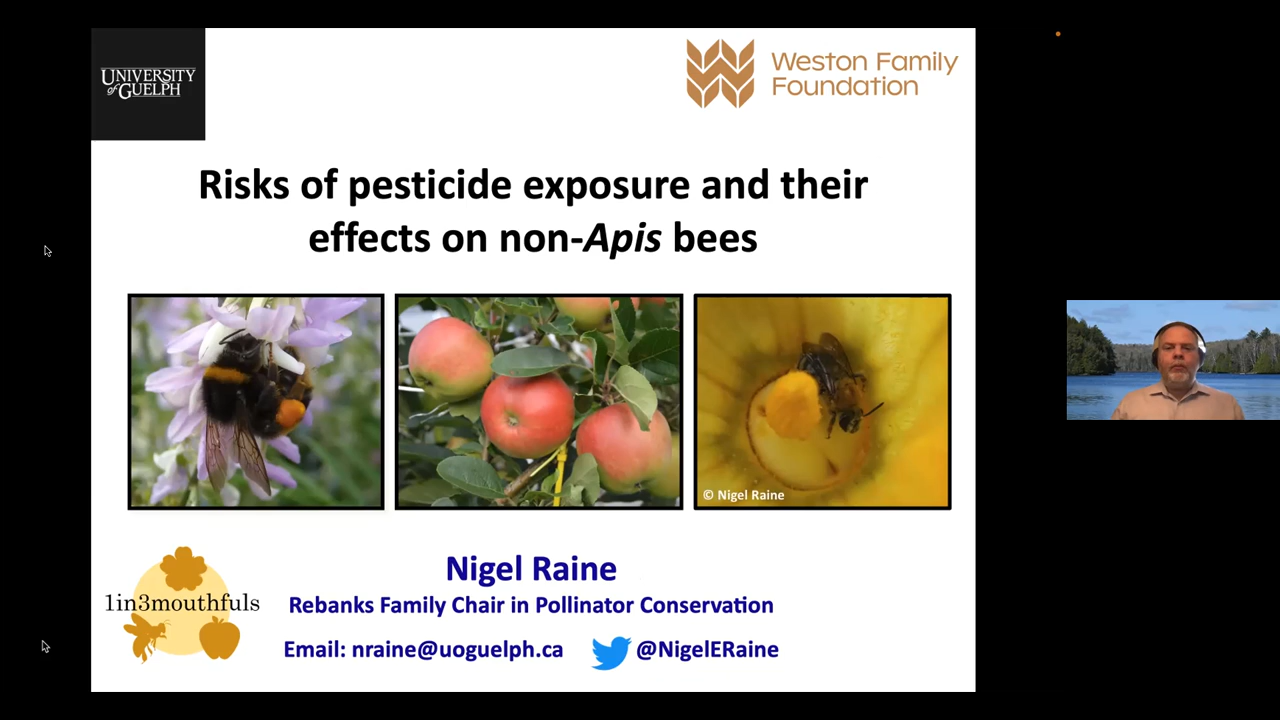 UNIVERSITY
of GUELPH
Weston Family
Foundation
Risks of pesticide exposure and their
effects on non-Apis bees
© Nigel Raine
1in3mouthfuls
Nigel Raine
Rebanks Family Chair in Pollinator Conservation
Email: nraine@uoguelph.ca @NigelERaine